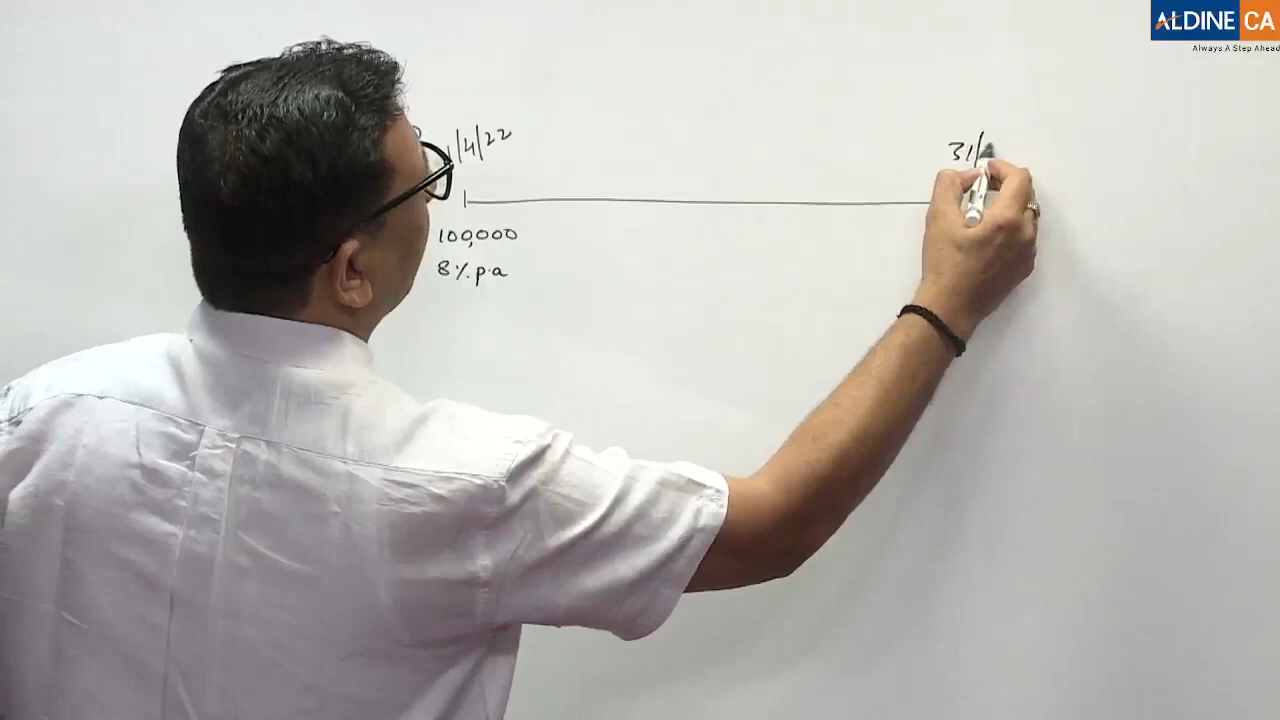 ALDINE CA
Always A Step Ahead
1/4/22
31/
100,000
8%.p.a